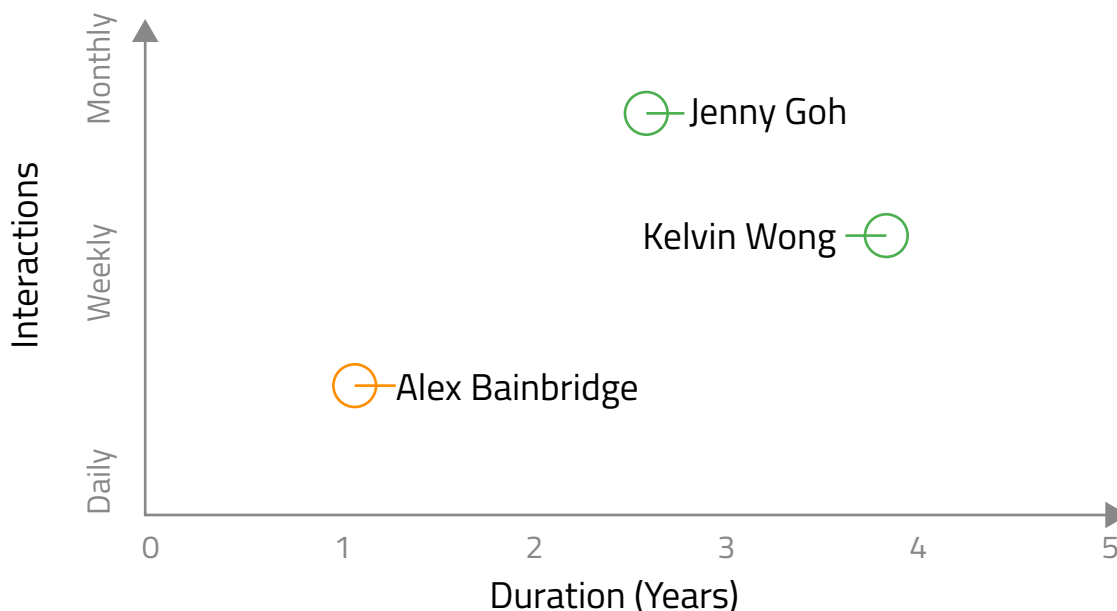 Monthly
Jenny Goh
Interactions
Weekly
Kelvin Wong
Alex Bainbridge
Daily
0 1 2 3 4 5
Duration (Years)